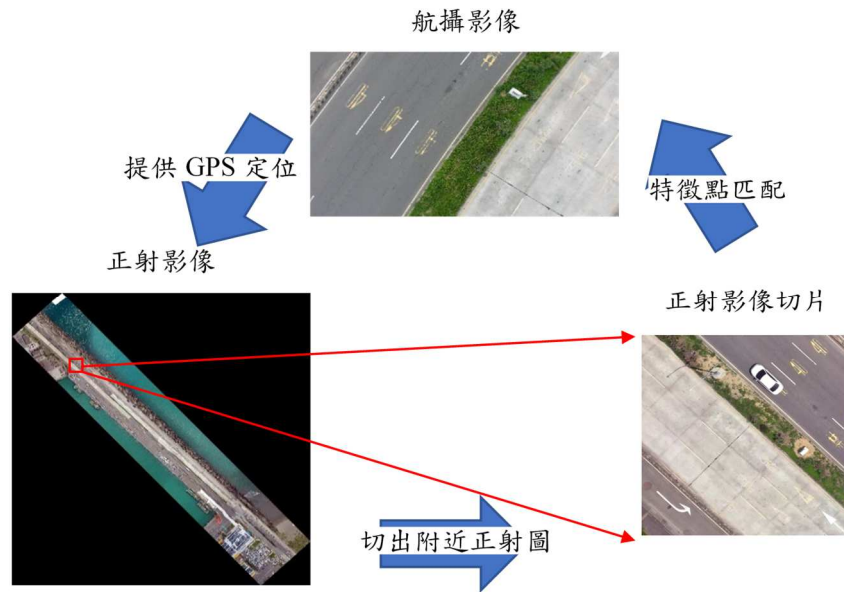 航攝影像
提供 GPS 定位
特徵點匹配
正射影像
正射影像切片
切出附近正射圖